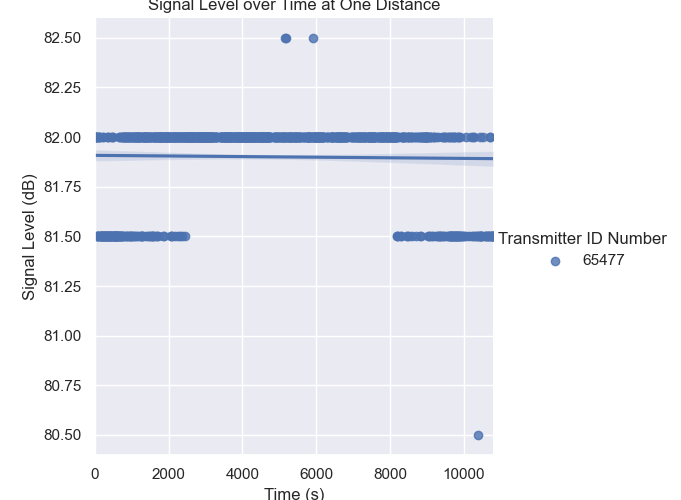 Signal Level over Time at One Distance
82.50
82.25
82.00
81.75
81.50
81.25
81.00
80.75
80.50
Signal Level (dB)
0 2000 4000 6000 8000 10000
Time (s)
Transmitter ID Number
65477